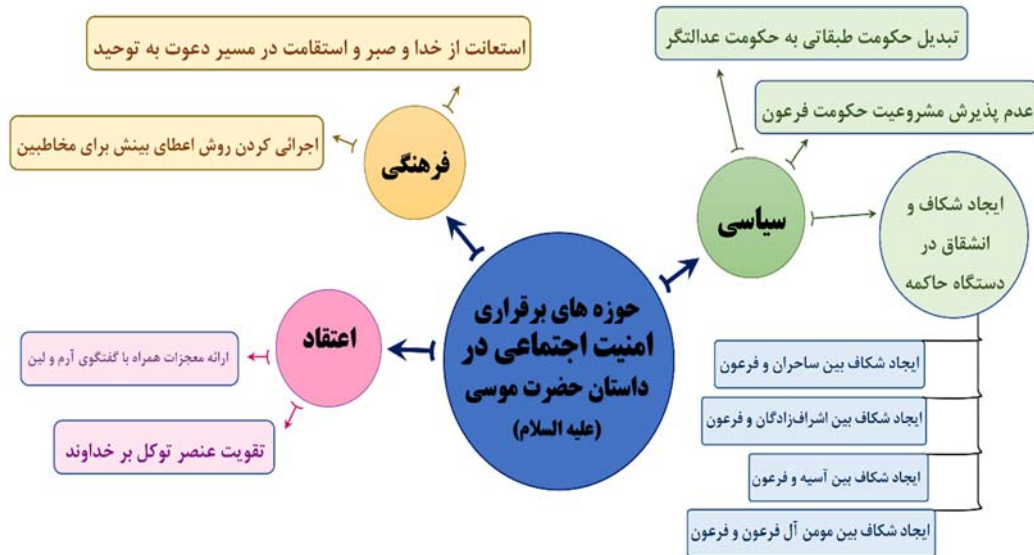 حوزه های برقراری
امنیت اجتماعی در
داستان حضرت موسی
(علیه السلام)
سیاسی
تبدیل حکومت طبقاتی به حکومت عدالتگر
عدم پذیرش مشروعیت حکومت فرعون
ایجاد شکاف و
انشقاق در
دستگاه حاکمه
ایجاد شکاف بین ساحران و فرعون
ایجاد شکاف بین اشراف‌زادگان و فرعون
ایجاد شکاف بین آسیه و فرعون
ایجاد شکاف بین مومن آل فرعون و فرعون
فرهنگی
استعانت از خدا و صبر و استقامت در مسیر دعوت به توحید
اجرائی کردن روش اعطای بینش برای مخاطبین
اعتقاد
ارائه معجزات همراه با گفتگوی آرم و لین
تقویت عنصر توکل بر خداوند